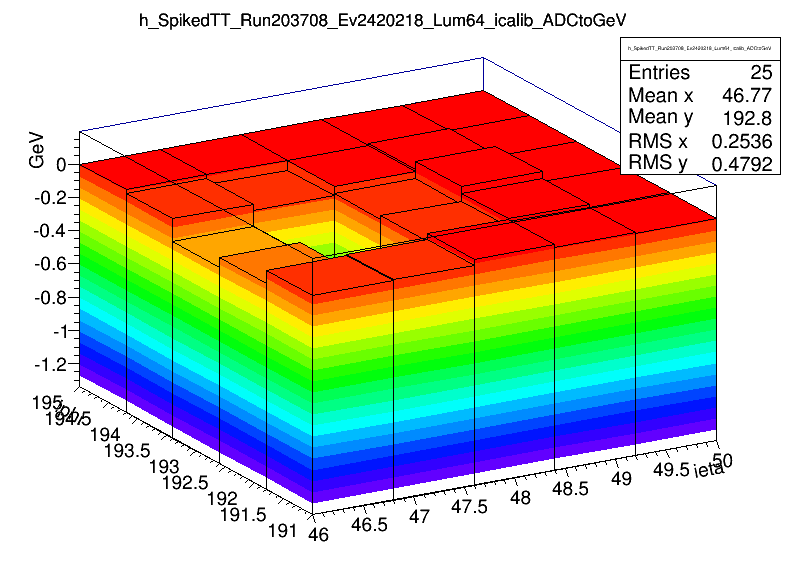 h_SpikedTT_Run203708_Ev2420218_Lum64_icalib_ADCtoGeV
h_SpikedTT_Run203708_Ev2420218_Lum64_icalib_ADCtoGeV
Entries 25
Mean x 46.77
Mean y 192.8
RMS x 0.2536
RMS y 0.4792
GeV
0
-0.2
-0.4
-0.6
-0.8
-1
-1.2
195
194.5
194
193.5
193
192.5
192
191.5
191
46
46.5
47
47.5
48
48.5
49
49.5
50
ieta